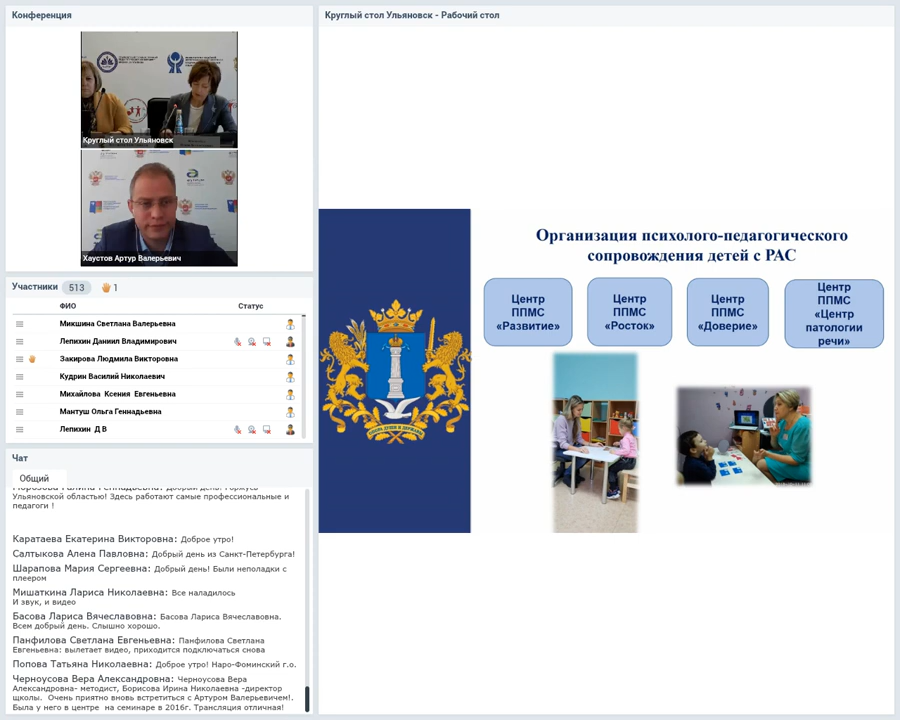 Конференция
Круглый стол Ульяновск
Хаустов Артур Валерьевич
Участники 513 1
ФИО Статус
Микшина Светлана Валерьевна
Лепихин Даниил Владимирович
Закирова Людмила Викторовна
Кудрин Василий Николаевич
Михайлова Ксения Евгеньевна
Мантуш Ольга Геннадьевна
Лепихин Д В
Чат
Общий
Ульяновской областью! Здесь работают самые профессиональные и
педагоги !
Каратаева Екатерина Викторовна: Доброе утро!
Салтыкова Алена Павловна: Добрый день из Санкт-Петербурга!
Шарапова Мария Сергеевна: Добрый день! Были неполадки с
плеером
Мишаткина Лариса Николаевна: Все наладилось
И звук, и видео
Басова Лариса Вячеславовна: Басова Лариса Вячеславовна.
Всем добрый день. Слышно хорошо.
Панфилова Светлана Евгеньевна: Панфилова Светлана
Евгеньевна: вылетает видео, приходится подключаться снова
Попова Татьяна Николаевна: Доброе утро! Наро-Фоминский г.о.
Черноусова Вера Александровна: Черноусова Вера
Александровна- методист, Борисова Ирина Николаевна -директор
щколы. Очень приятно вновь встретиться с Артуром Валерьевичем!.
Была у него в центре на семинаре в 2016г. Трансляция отличная!
Круглый стол Ульяновск - Рабочий стол
Организация психолого-педагогического
сопровождения детей с РАС
Центр
ППМС
«Развитие»
Центр
ППМС
«Росток»
Центр
ППМС
«Доверие»
Центр
ППМС
«Центр
патологии
речи»